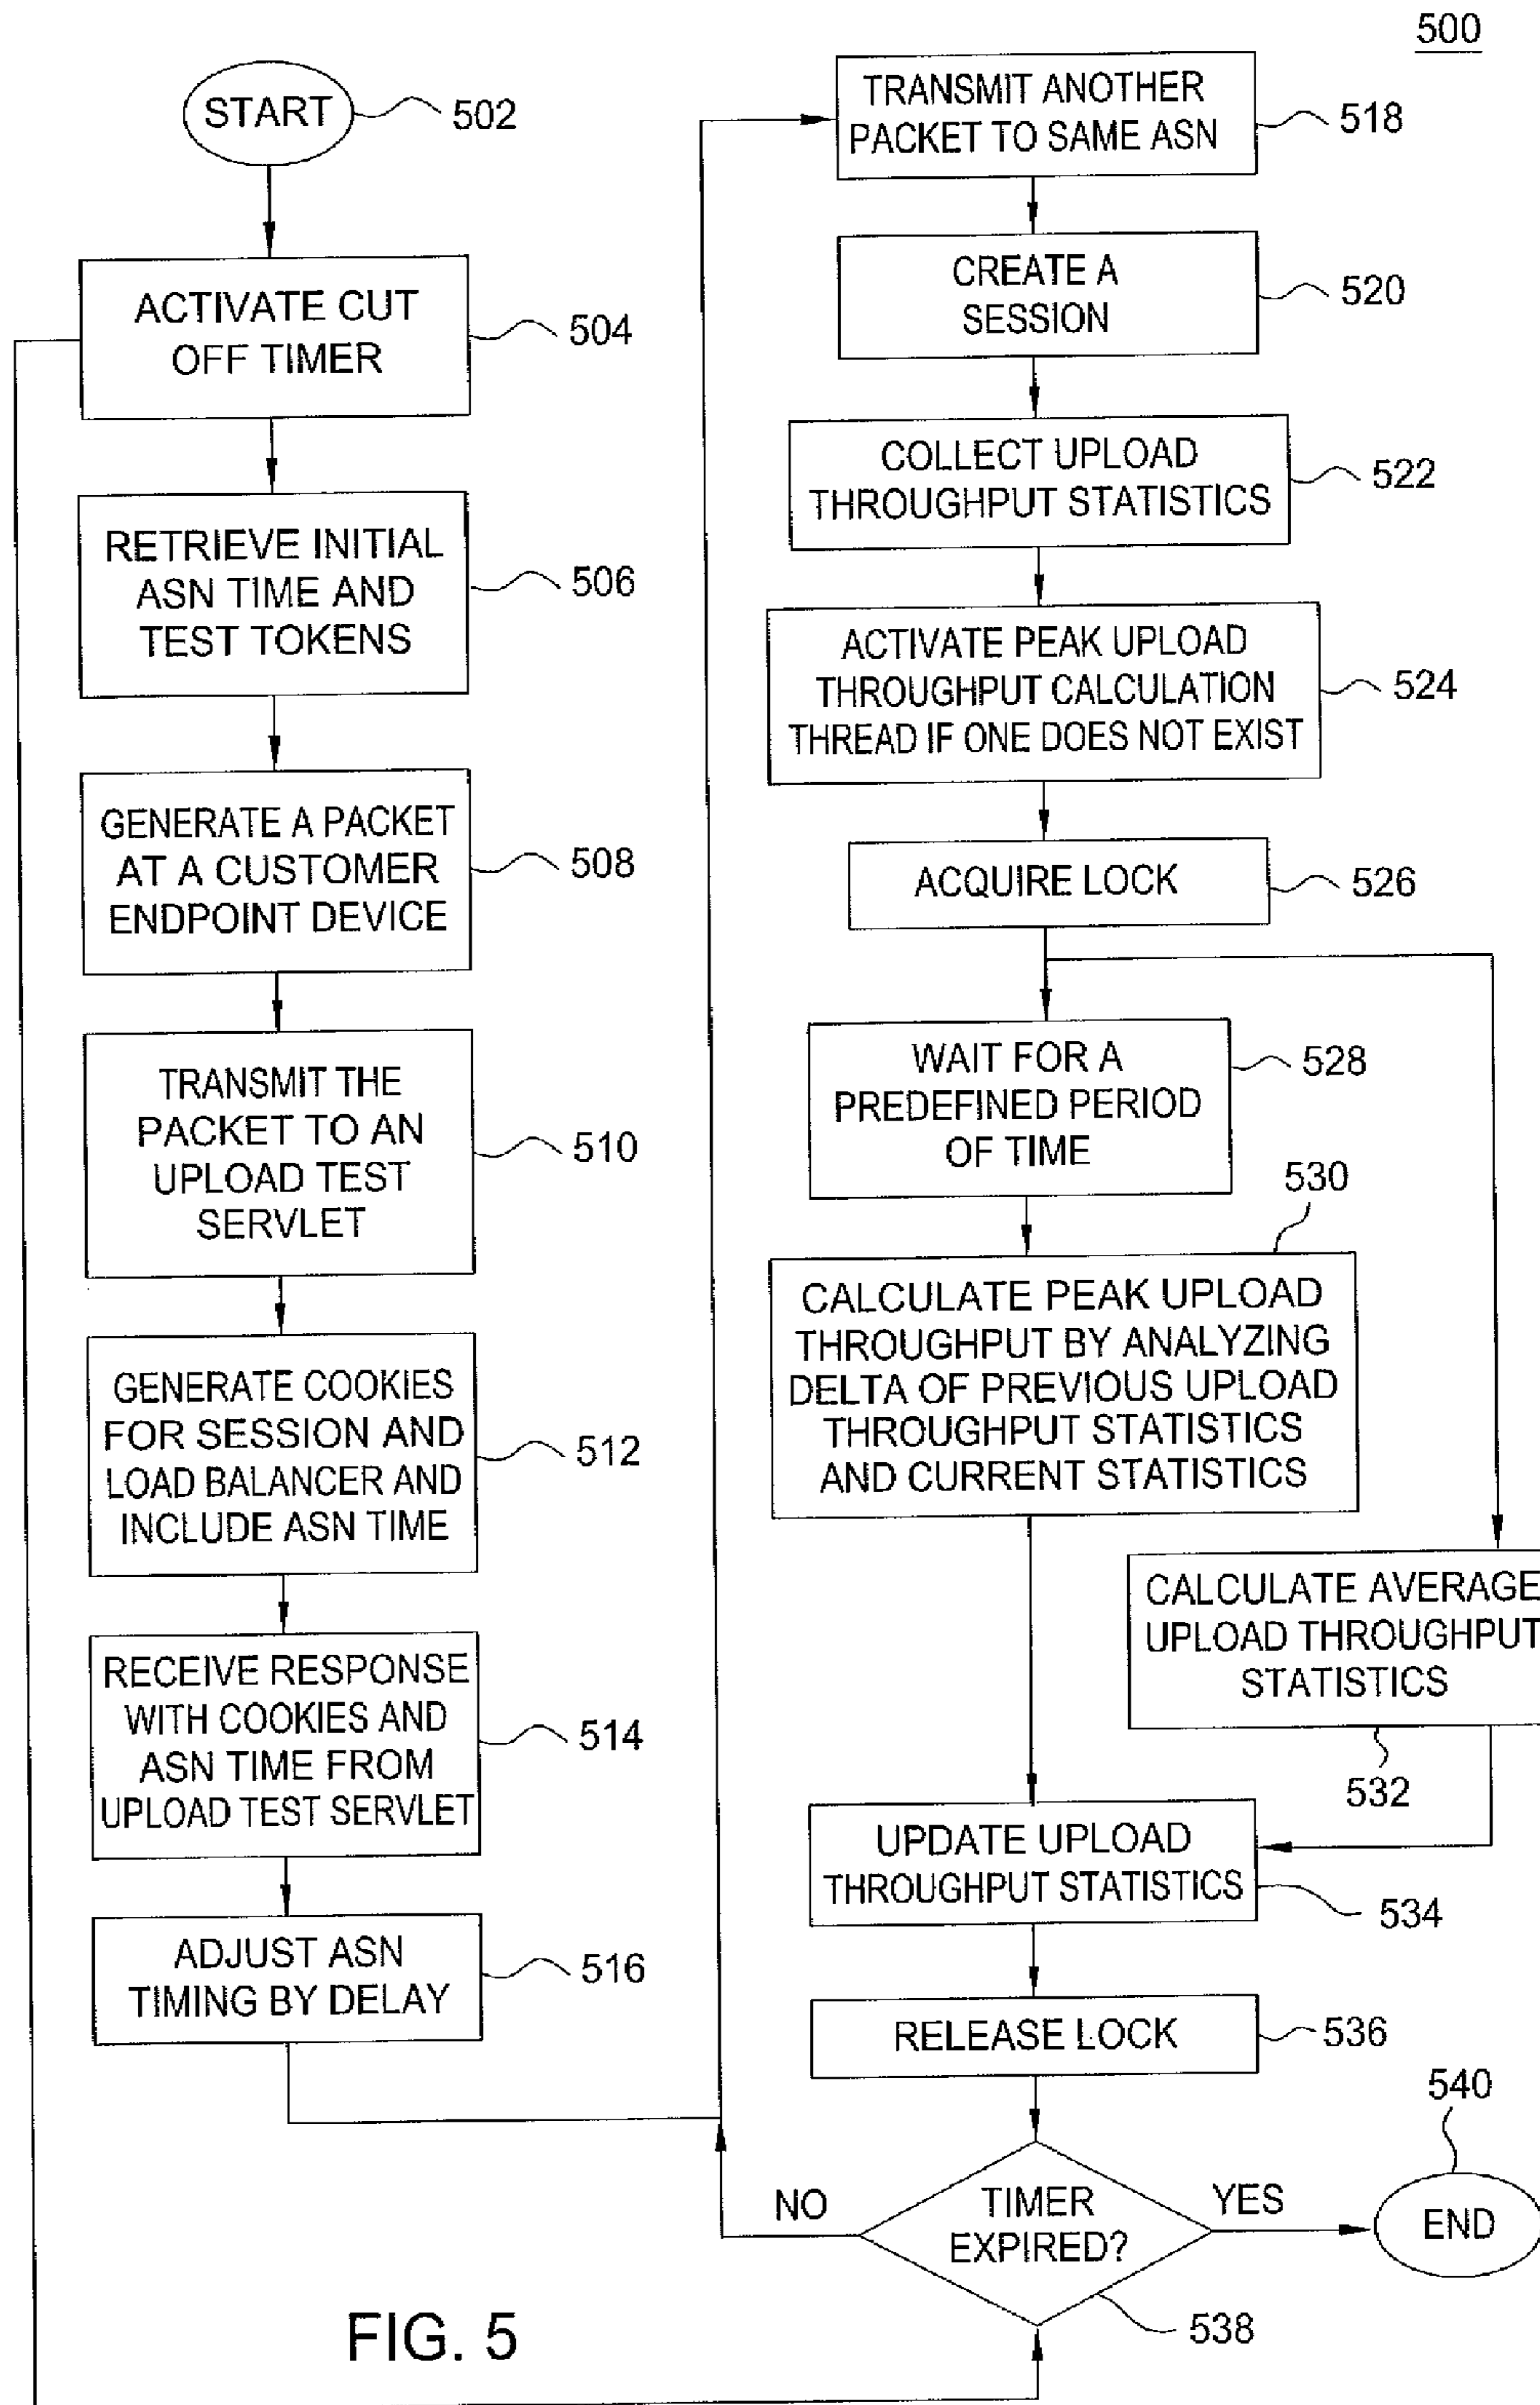 500
START
502
ACTIVATE CUT
OFF TIMER
504
RETRIEVE INITIAL
ASN TIME AND
TEST TOKENS
506
GENERATE A PACKET
AT A CUSTOMER
ENDPOINT DEVICE
508
TRANSMIT THE
PACKET TO AN
UPLOAD TEST
SERVLET
510
GENERATE COOKIES
FOR SESSION AND
LOAD BALANCER AND
INCLUDE ASN TIME
512
RECEIVE RESPONSE
WITH COOKIES AND
ASN TIME FROM
UPLOAD TEST SERVLET
514
ADJUST ASN
TIMING BY DELAY
516
TRANSMIT ANOTHER
PACKET TO SAME ASN
518
CREATE A
SESSION
520
COLLECT UPLOAD
THROUGHPUT STATISTICS
522
ACTIVATE PEAK UPLOAD
THROUGHPUT CALCULATION
THREAD IF ONE DOES NOT EXIST
524
ACQUIRE LOCK
526
WAIT FOR A
PREDEFINED PERIOD
OF TIME
528
530
CALCULATE PEAK UPLOAD
THROUGHPUT BY ANALYZING
DELTA OF PREVIOUS UPLOAD
THROUGHPUT STATISTICS
AND CURRENT STATISTICS
CALCULATE AVERAGE
UPLOAD THROUGHPUT
STATISTICS
532
UPDATE UPLOAD
THROUGHPUT STATISTICS
534
RELEASE LOCK
536
TIMER
EXPIRED?
538
NO
YES
540
END
FIG. 5